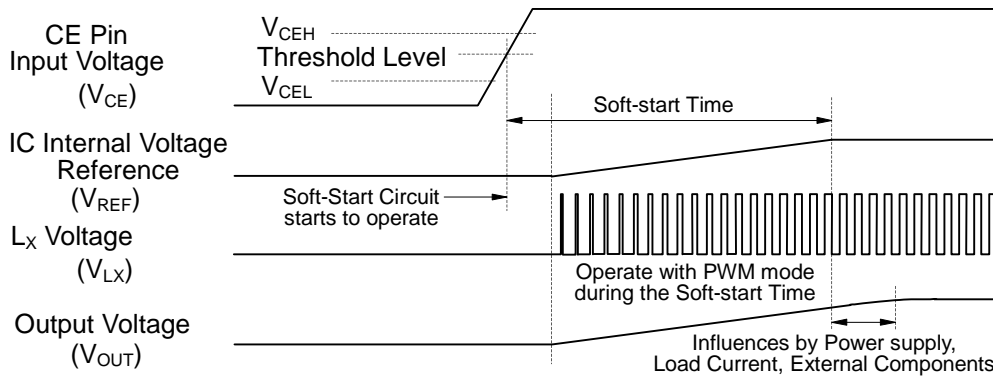 CE Pin
Input Voltage
(VCE)
VCEH
Threshold Level
VCEL
Soft-start Time
IC Internal Voltage
Reference
(VREF)
Soft-Start Circuit
starts to operate
LX Voltage
(VLX)
Operate with PWM mode
during the Soft-start Time
Output Voltage
(VOUT)
Influences by Power supply,
Load Current, External Components